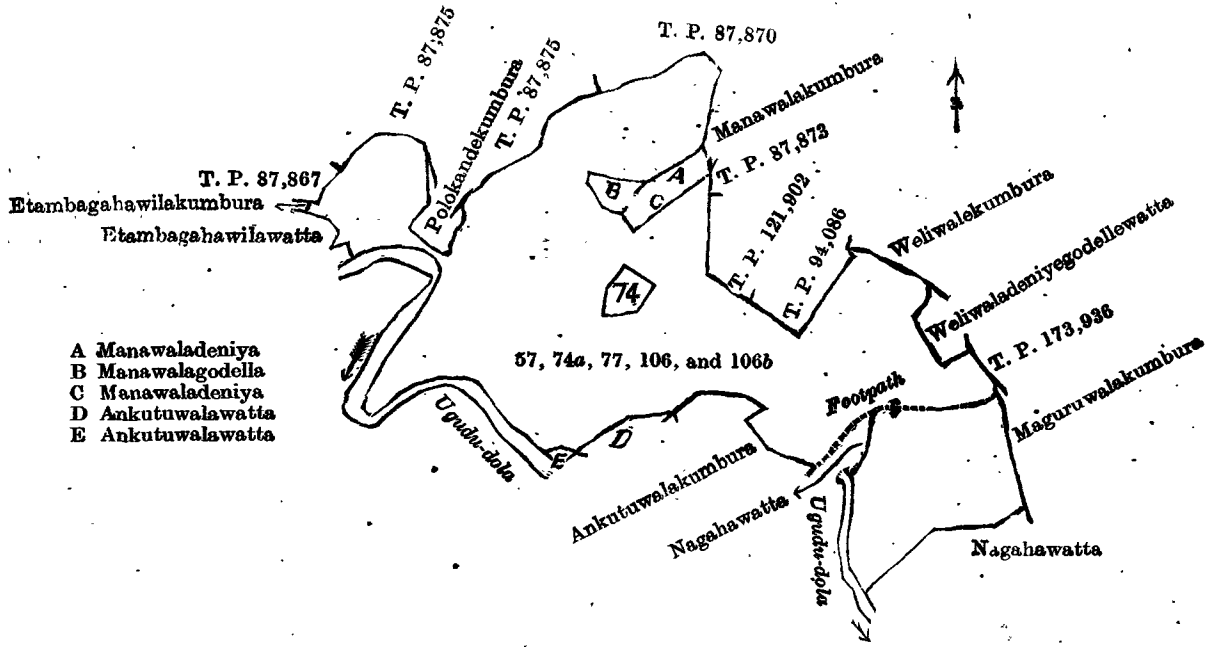 T. P. 87,875
T. P. 87,870
Polokandekumbura
T. P. 87,875
Manawalakumbura
T. P. 87,867
B
A
C
T. P. 87,873
Etambagahawilakumbura
Etambagahawilawatta
T. P. 121,902
T. P. 94,086
Weliwalekumbura
74
Weliwaladeniyegodellewatta
A Manawaladeniya
B Manawalagodella
C Manawaladeniya
D Ankutuwalawatta
E Ankutuwalawatta
57, 74a, 77, 106, and 106b
T. P. 173,936
Footpath
Maguruwalakumbura
Ugudu-dola
D
E
Ankutuwalakumbura
Nagahawatta
Ugudu-dola
Nagahawatta